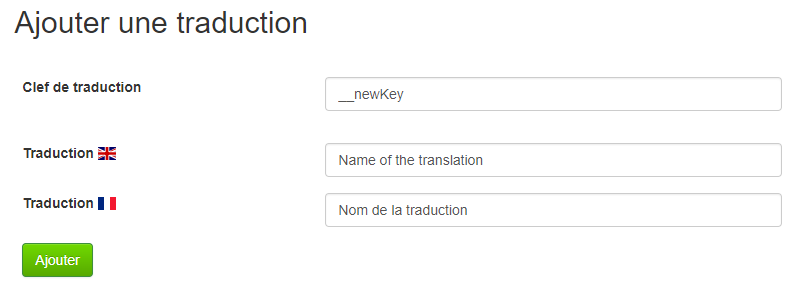 Ajouter une traduction
Clef de traduction
__newKey
Traduction
Name of the translation
Traduction
Nom de la traduction
Ajouter